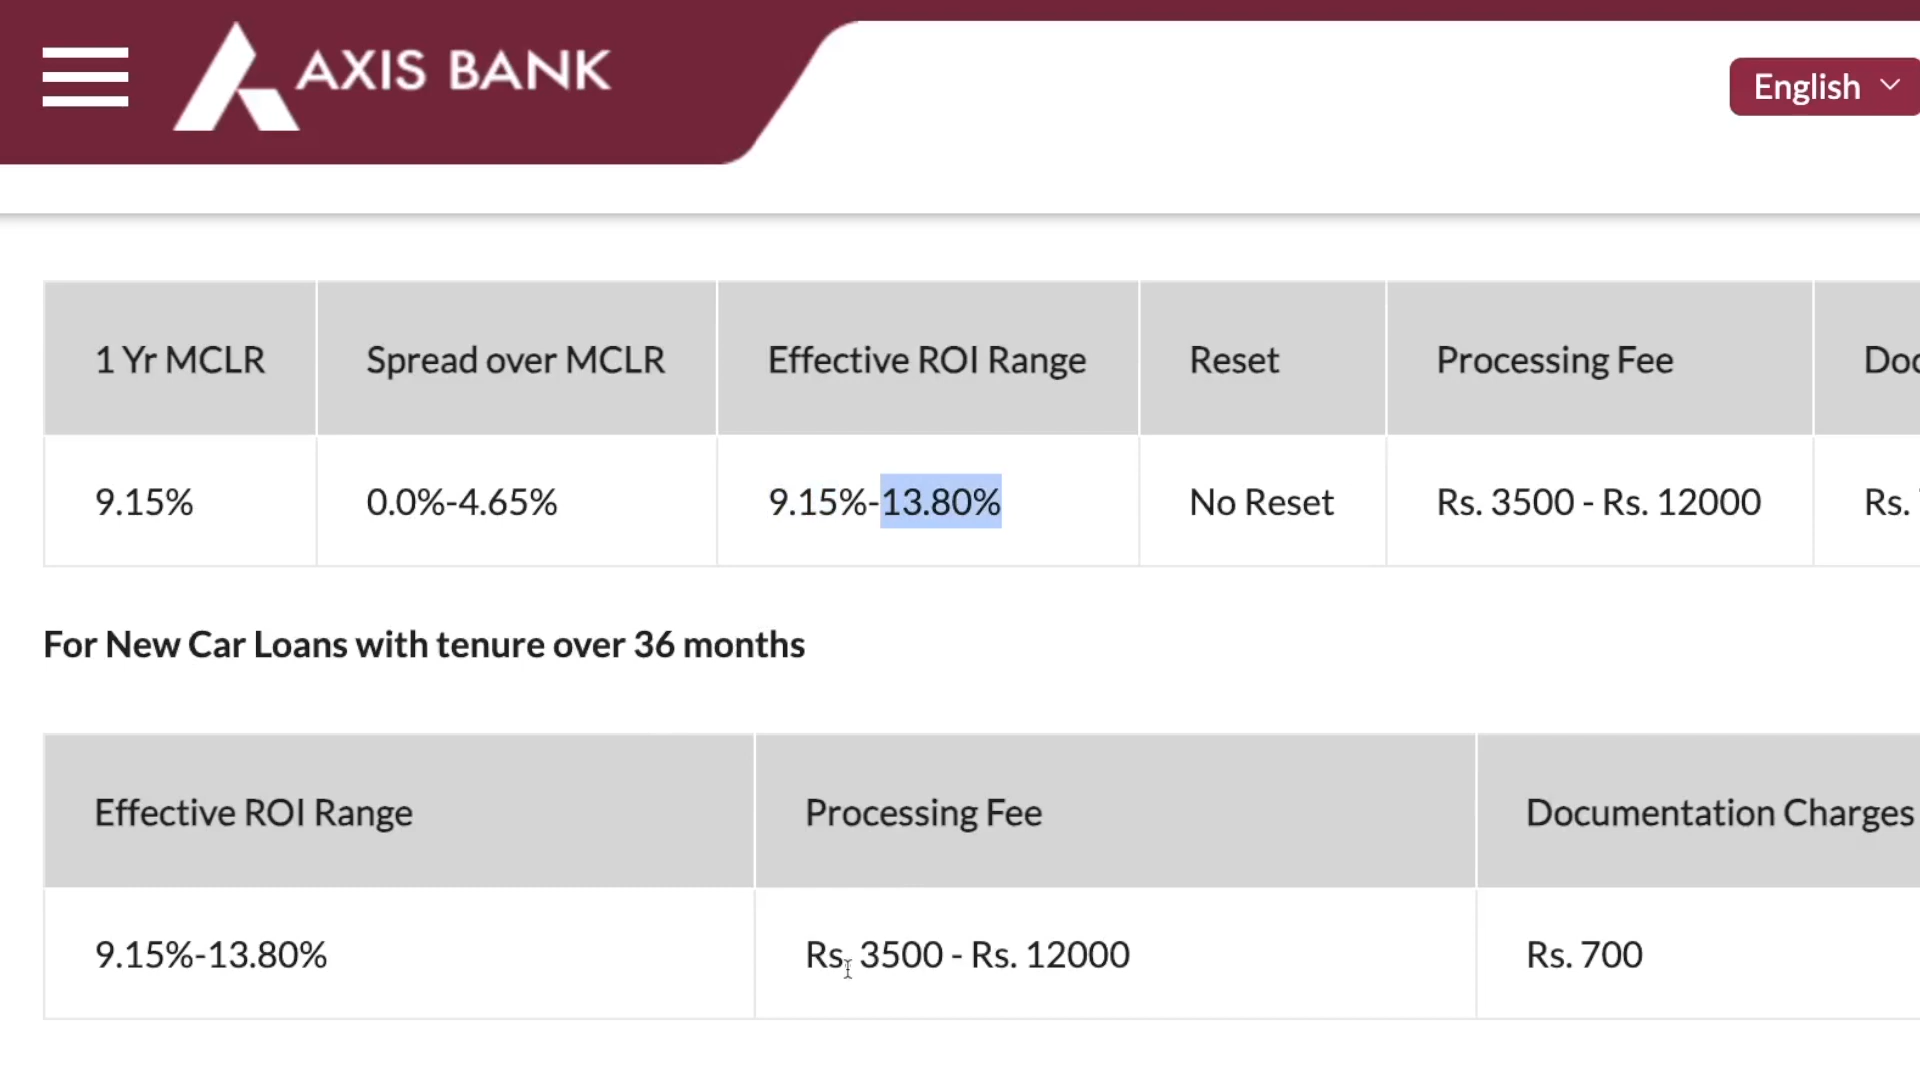 AXIS BANK
English
1 Yr MCLR Spread over MCLR Effective ROI Range Reset Processing Fee
9.15% 0.0%-4.65% 9.15%-13.80% No Reset Rs. 3500 - Rs. 12000 Rs.
For New Car Loans with tenure over 36 months
Effective ROI Range Processing Fee Documentation Charges
9.15%-13.80% Rs. 3500 - Rs. 12000 Rs. 700